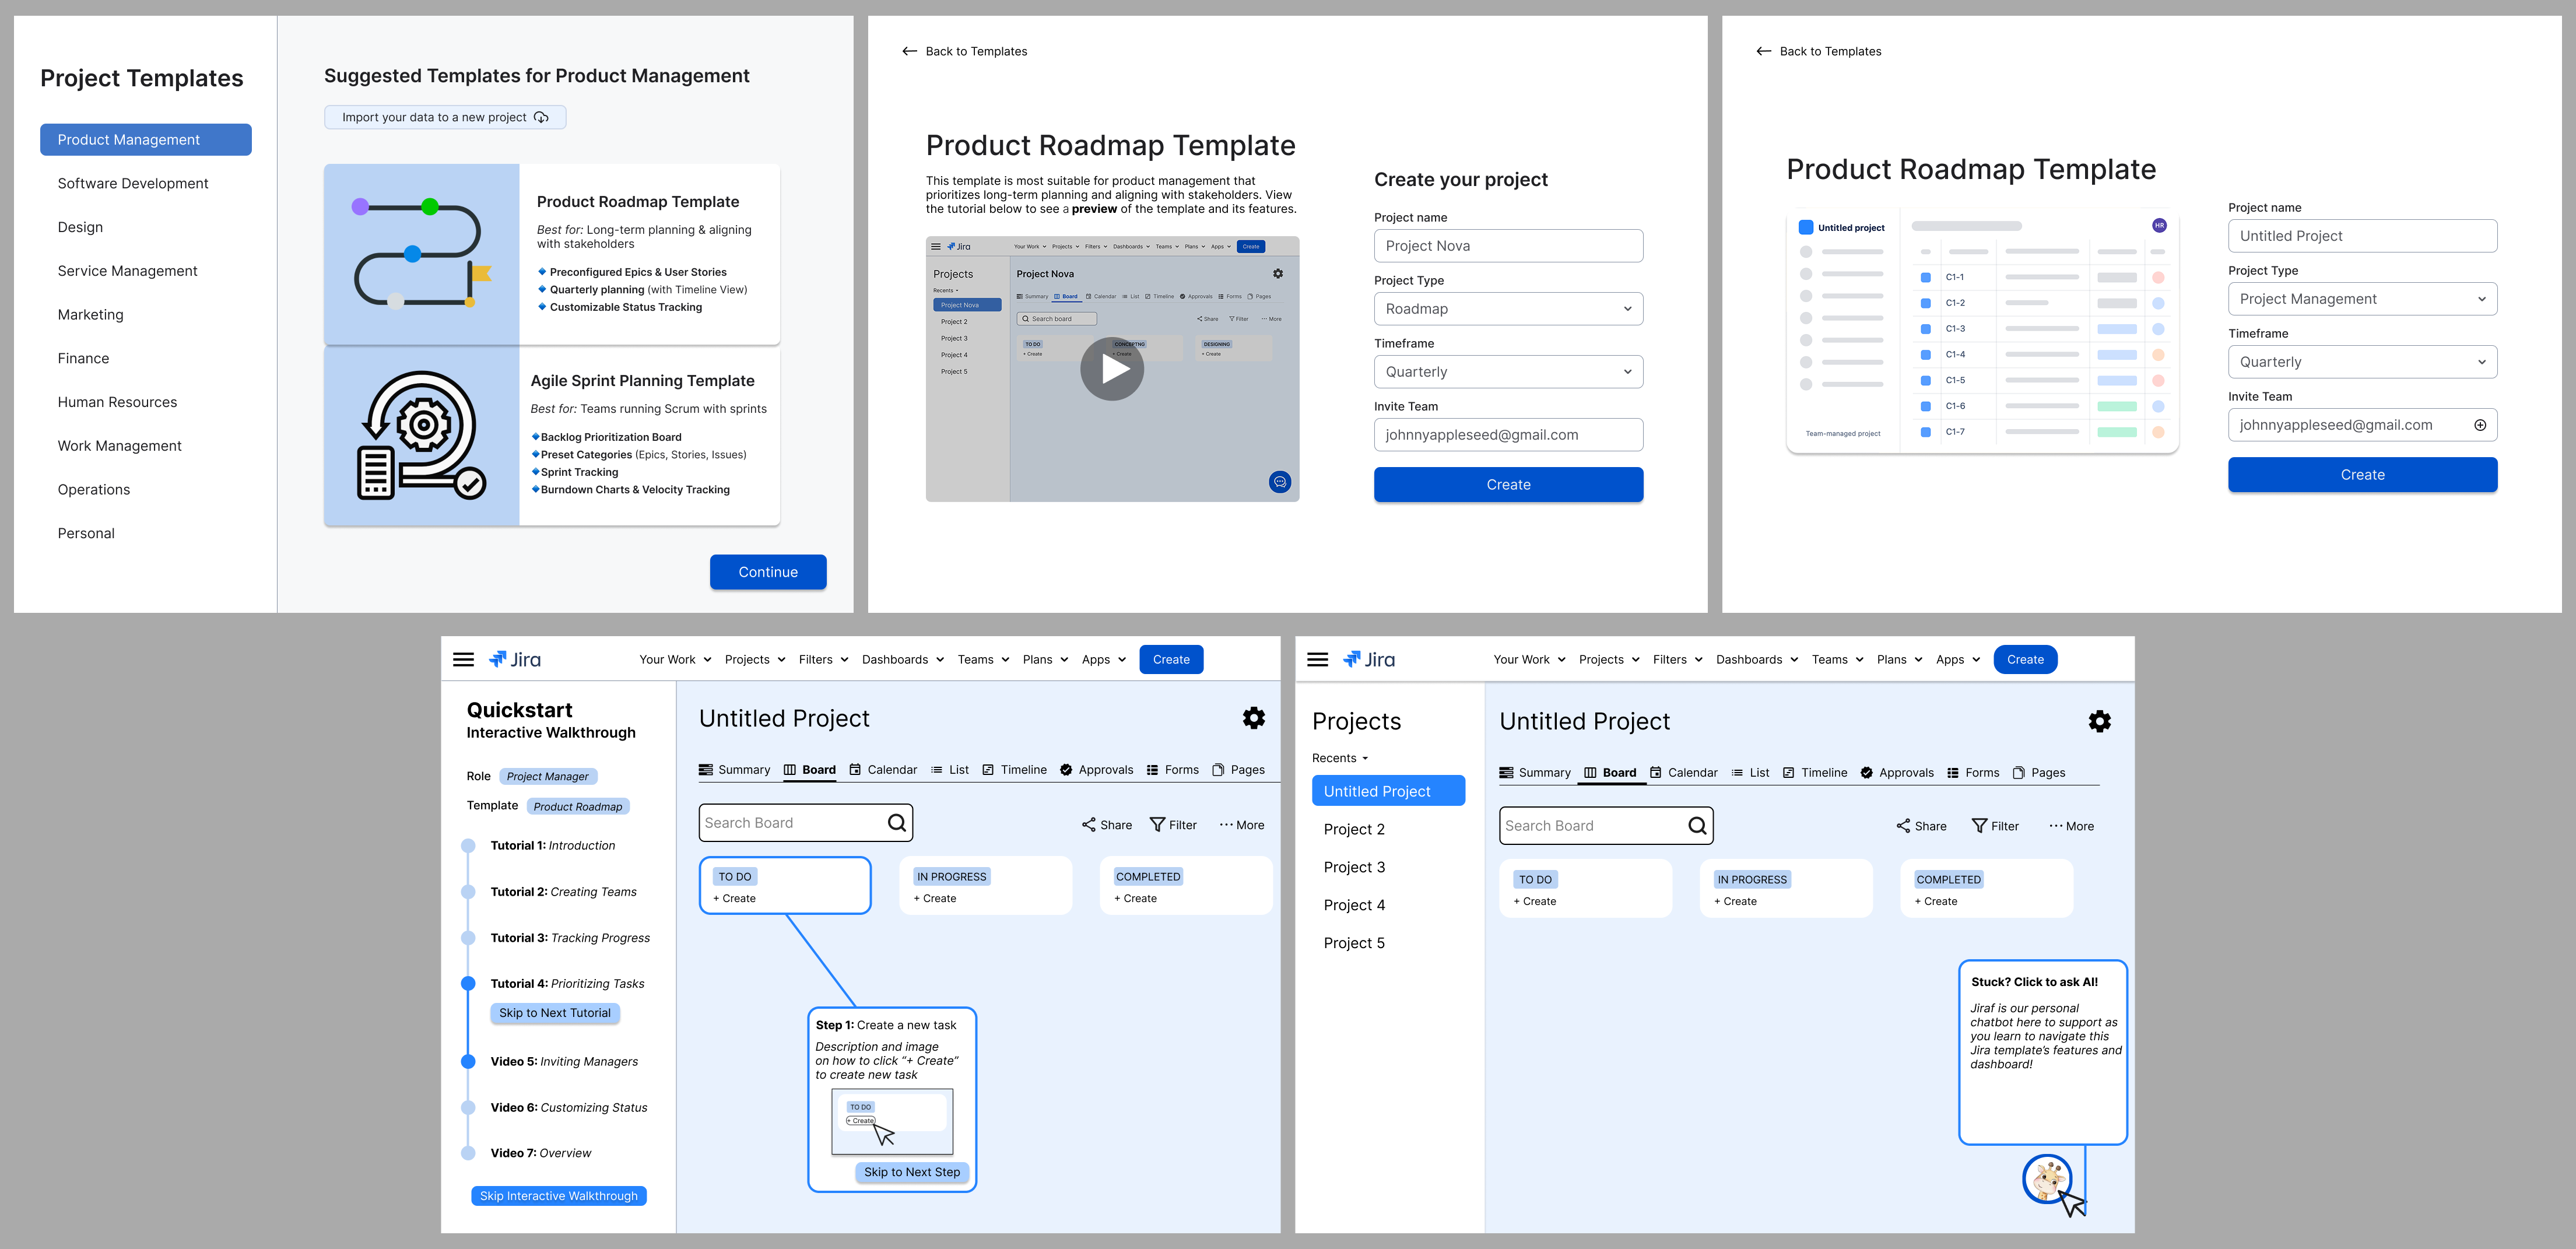 Project Templates
Product Management
Software Development
Design
Service Management
Marketing
Finance
Human Resources
Work Management
Operations
Personal
Suggested Templates for Product Management
Import your data to a new project
Product Roadmap Template
Best for: Long-term planning & aligning
with stakeholders
Preconfigured Epics & User Stories
Quarterly planning (with Timeline View)
Customizable Status Tracking
Agile Sprint Planning Template
Best for: Teams running Scrum with sprints
Backlog Prioritization Board
Preset Categories (Epics, Stories, Issues)
Sprint Tracking
Burndown Charts & Velocity Tracking
Continue
Back to Templates
Product Roadmap Template
This template is most suitable for product management that
prioritizes long-term planning and aligning with stakeholders. View
the tutorial below to see a preview of the template and its features.
Jira
Your Work Projects Filters Dashboards Teams Plans Apps Create
Projects
Recents
Project Nova
Project 2
Project 3
Project 4
Project 5
Project Nova
Summary Board Calendar List Timeline Approvals Forms Pages
Search board
Share Filter ··· More
TO DO
+ Create
CONCEPTNG
+ Create
DESIGNING
+ Create
Create your project
Project name
Project Nova
Project Type
Roadmap
Timeframe
Quarterly
Invite Team
johnnyappleseed@gmail.com
Create
Back to Templates
Product Roadmap Template
Untitled project
HR
C1-1
C1-2
C1-3
C1-4
C1-5
C1-6
C1-7
Team-managed project
Project name
Untitled Project
Project Type
Project Management
Timeframe
Quarterly
Invite Team
johnnyappleseed@gmail.com
Create
Jira
Your Work Projects Filters Dashboards Teams Plans Apps Create
Quickstart
Interactive Walkthrough
Role Project Manager
Template Product Roadmap
Tutorial 1: Introduction
Tutorial 2: Creating Teams
Tutorial 3: Tracking Progress
Tutorial 4: Prioritizing Tasks
Skip to Next Tutorial
Video 5: Inviting Managers
Video 6: Customizing Status
Video 7: Overview
Skip Interactive Walkthrough
Untitled Project
Summary Board Calendar List Timeline Approvals Forms Pages
Search Board
Share Filter ··· More
TO DO
+ Create
IN PROGRESS
+ Create
COMPLETED
+ Create
Step 1: Create a new task
Description and image
on how to click “+ Create”
to create new task
TO DO
+ Create
Skip to Next Step
Jira
Your Work Projects Filters Dashboards Teams Plans Apps Create
Projects
Recents
Untitled Project
Project 2
Project 3
Project 4
Project 5
Untitled Project
Summary Board Calendar List Timeline Approvals Forms Pages
Search Board
Share Filter ··· More
TO DO
+ Create
IN PROGRESS
+ Create
COMPLETED
+ Create
Stuck? Click to ask AI!
Jiraf is our personal
chatbot here to support as
you learn to navigate this
Jira template's features and
dashboard!